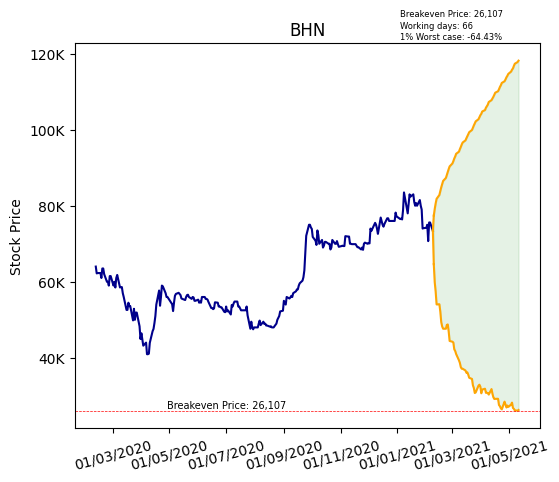 Breakeven Price: 26,107
Working days: 66
1% Worst case: -64.43%
BHN
120K
100K
80K
60K
40K
Stock Price
Breakeven Price: 26,107
01/03/2020
01/05/2020
01/07/2020
01/09/2020
01/11/2020
01/01/2021
01/03/2021
01/05/2021